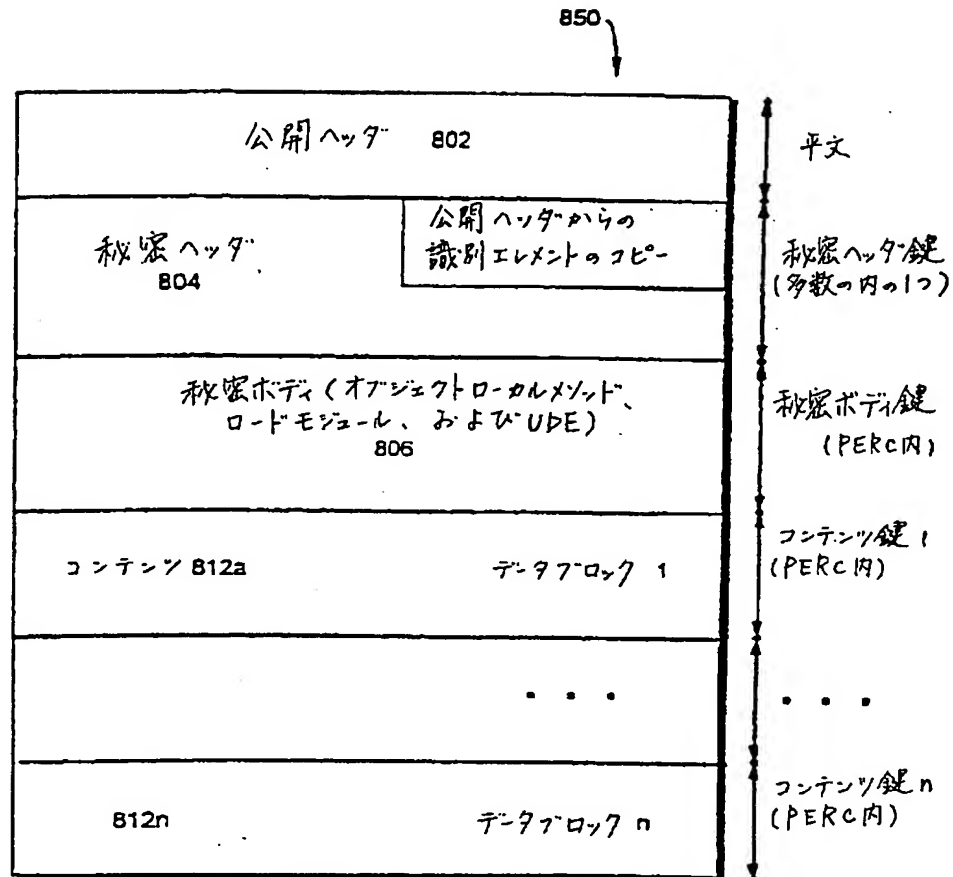 850
公開ヘッダ 802
平文
秘密ヘッダ
804
公開ヘッダからの
識別エレメントのコピー
秘密ヘッダ鍵
(多数の内の1つ)
秘密ボディ(オブジェクトローカルメソッド、
ロードモジュール、およびUDE)
806
秘密ボディ鍵
(PERC内)
コンテンツ 812a
データブロック 1
コンテンツ鍵 1
(PERC内)
• • •
• • •
812n
データブロック n
コンテンツ鍵 n
(PERC内)